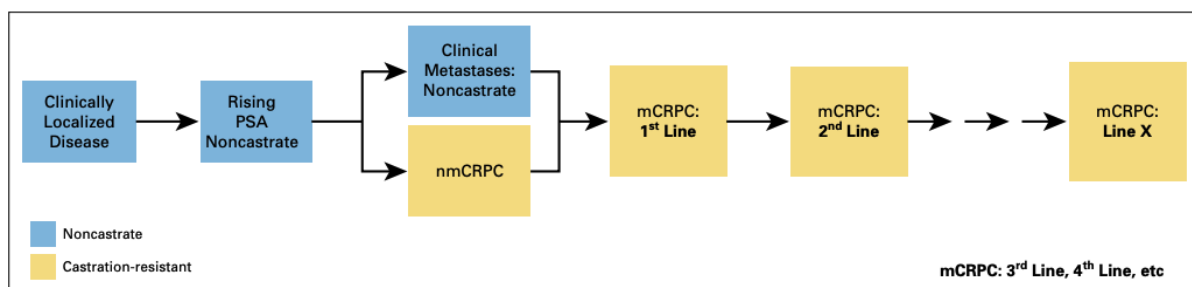 Clinically
Localized
Disease
Rising
PSA
Noncastrate
Clinical
Metastases:
Noncastrate
nmCRPC
mCRPC:
1st Line
mCRPC:
2nd Line
mCRPC:
Line X
Noncastrate
Castration-resistant
mCRPC: 3rd Line, 4th Line, etc